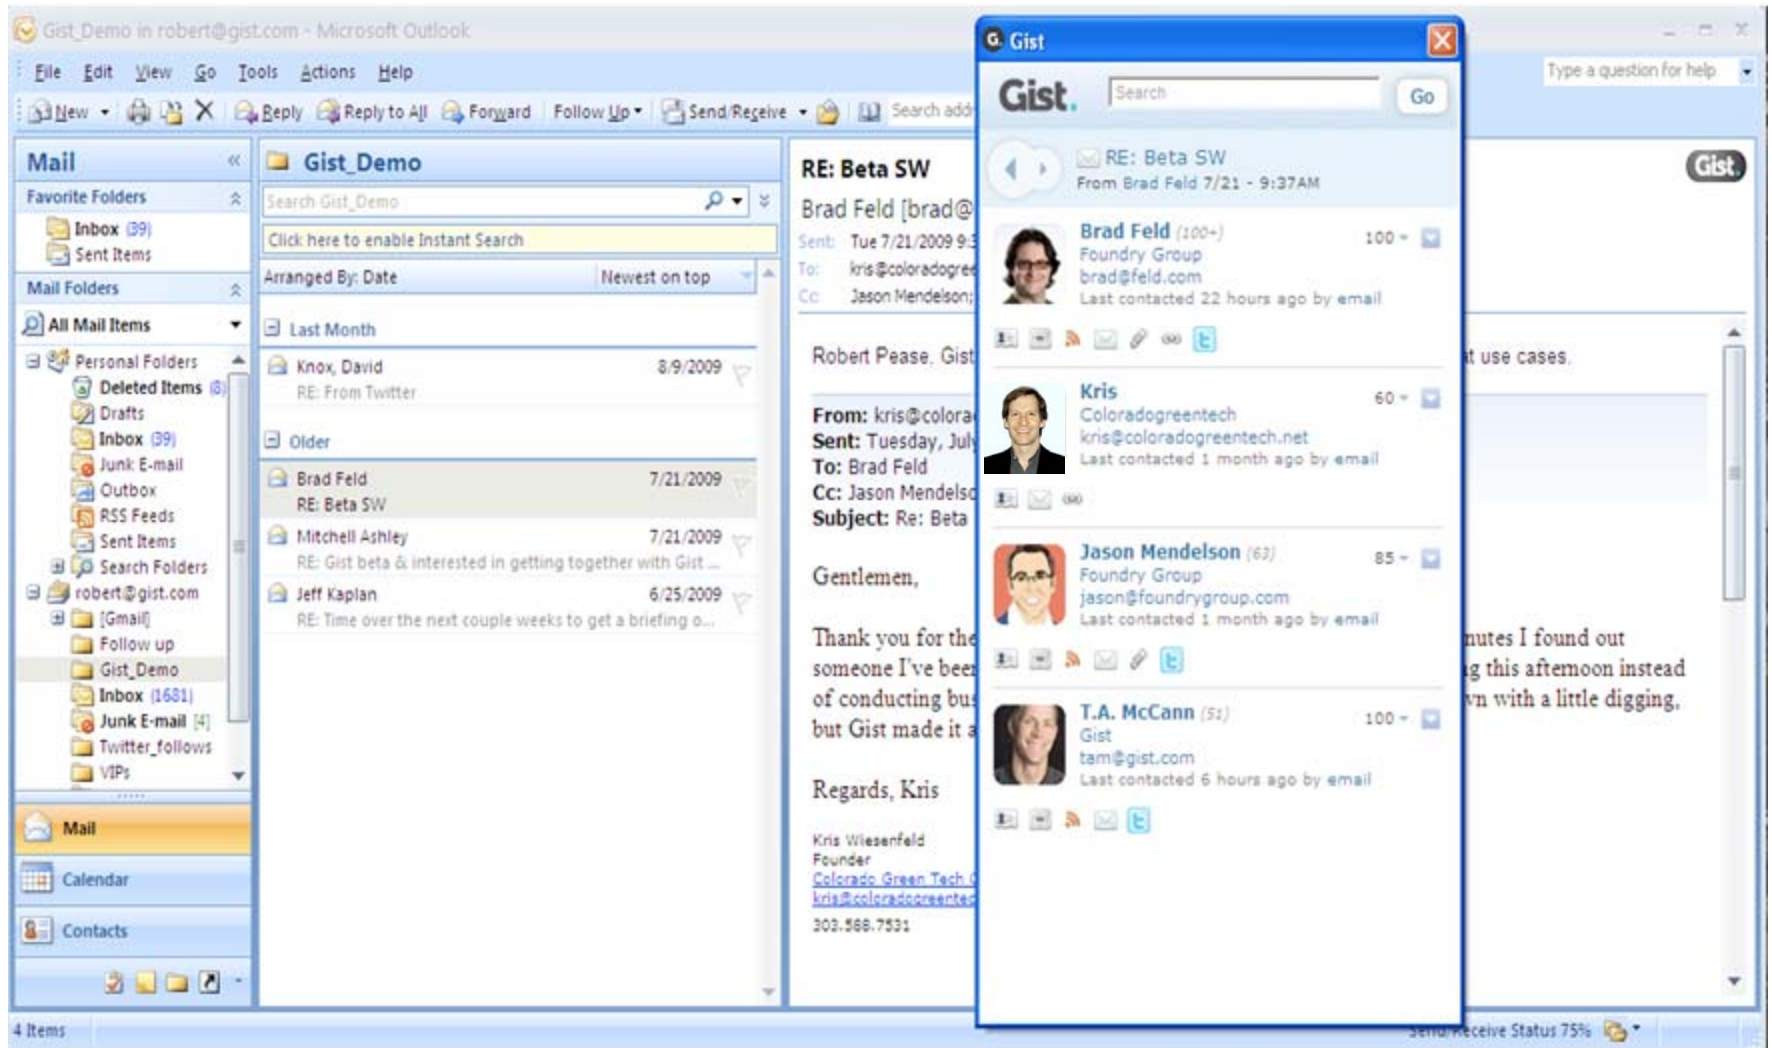 Gist_Demo in robert@gist.com - Microsoft Outlook
File Edit View Go Tools Actions Help
Type a question for help
New Reply Reply to All Forward Follow Up Send/Receive Search add
Mail
Favorite Folders
Inbox (39)
Sent Items
Mail Folders
All Mail Items
Personal Folders
Deleted Items (8)
Drafts
Inbox (39)
Junk E-mail
Outbox
RSS Feeds
Sent Items
Search Folders
robert@gist.com
[Gmail]
Follow up
Gist_Demo
Inbox (1681)
Junk E-mail [4]
Twitter_follows
VIPs
Mail
Calendar
Contacts
4 Items
Gist_Demo
Search Gist_Demo
Click here to enable Instant Search
Arranged By: Date Newest on top
Last Month
Knox, David 8/9/2009
RE: From Twitter
Older
Brad Feld 7/21/2009
RE: Beta SW
Mitchell Ashley 7/21/2009
RE: Gist beta & interested in getting together with Gist ...
Jeff Kaplan 6/25/2009
RE: Time over the next couple weeks to get a briefing o...
RE: Beta SW
Gist.
Brad Feld [brad@
Sent: Tue 7/21/2009 9:3
To: kris@coloradogree
Cc: Jason Mendelson;
Robert Pease, Gist t use cases.
From: kris@colora
Sent: Tuesday, July
To: Brad Feld
Cc: Jason Mendelso
Subject: Re: Beta
Gentlemen,
Thank you for the nutes I found out
someone I've been g this afternoon instead
of conducting bus vn with a little digging,
but Gist made it a
Regards, Kris
Kris Wiesenfeld
Founder
Colorado Green Tech
kris@coloradogreentec
303.588.7531
Send/Receive Status 75%
G. Gist
Gist. Search Go
RE: Beta SW
From Brad Feld 7/21 - 9:37AM
Brad Feld (100+) 100
Foundry Group
brad@feld.com
Last contacted 22 hours ago by email
Kris 60
Coloradogreentech
kris@coloradogreentech.net
Last contacted 1 month ago by email
Jason Mendelson (63) 85
Foundry Group
jason@foundrygroup.com
Last contacted 1 month ago by email
T.A. McCann (51) 100
Gist
tam@gist.com
Last contacted 6 hours ago by email